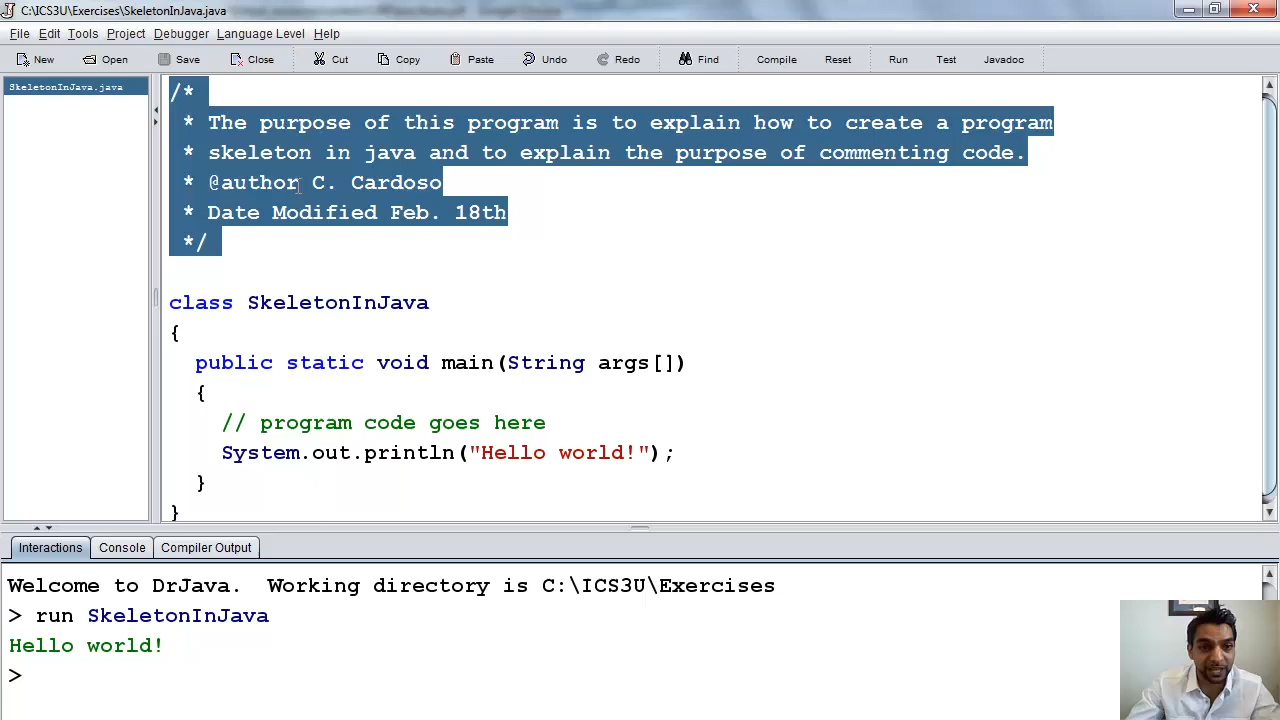 C:\ICS3U\Exercises\SkeletonInJava.java
File Edit Tools Project Debugger Language Level Help
New Open Save Close Cut Copy Paste Undo Redo Find Compile Reset Run Test Javadoc
SkeletonInJava.java
/*
* The purpose of this program is to explain how to create a program
* skeleton in java and to explain the purpose of commenting code.
* @author C. Cardoso
* Date Modified Feb. 18th
*/
class SkeletonInJava
{
public static void main(String args[])
{
// program code goes here
System.out.println("Hello world!");
}
}
Interactions Console Compiler Output
Welcome to DrJava. Working directory is C:\ICS3U\Exercises
> run SkeletonInJava
Hello world!
>